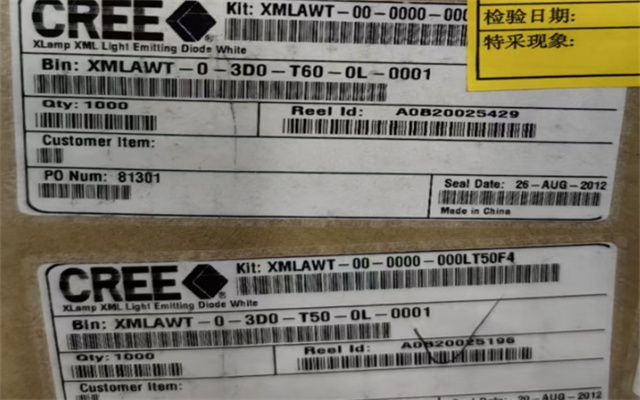 CREE
Kit: XMLAWT-00-0000-00
XLamp XML Light Emitting Diode White
Bin: XMLAWT-0-3D0-T60-0L-0001
Qty: 1000
Reel Id: A0B20025429
Customer Item:
PO Num: 81301
Seal Date: 26-AUG-2012
Made in China
检验日期:
特采现象:
CREE
Kit: XMLAWT-00-0000-000LT50F4
XLamp XML Light Emitting Diode White
Bin: XMLAWT-0-3D0-T50-0L-0001
Qty: 1000
Reel Id: A0B20025196
Customer Item: